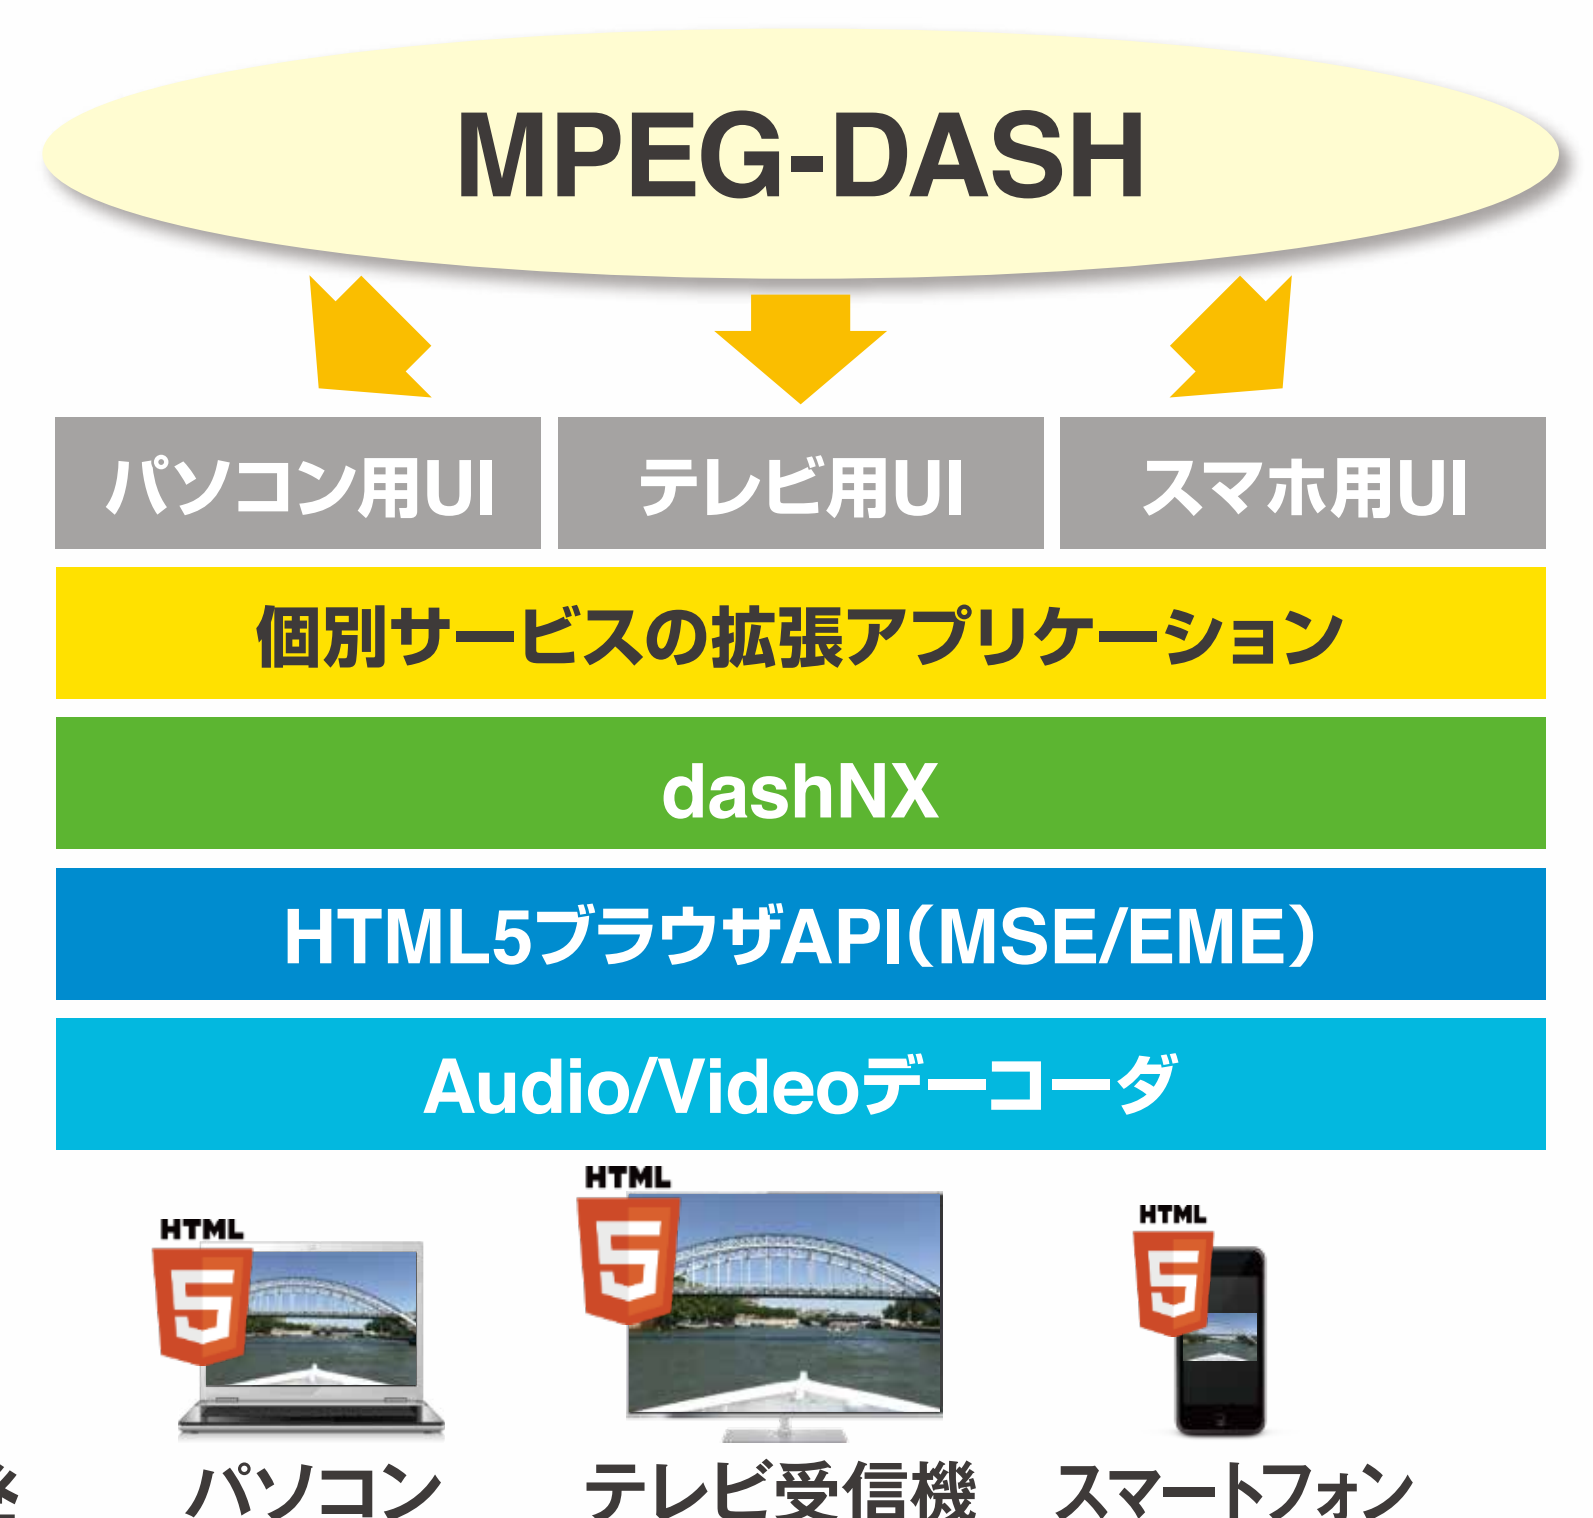 MPEG-DASH
パソコン用UI
テレビ用UI
スマホ用UI
個別サービスの拡張アプリケーション
dashNX
HTML5ブラウザAPI(MSE/EME)
Audio/Videoデーコーダ
HTML
5
HTML
5
HTML
5
パソコン
テレビ受信機
スマートフォン